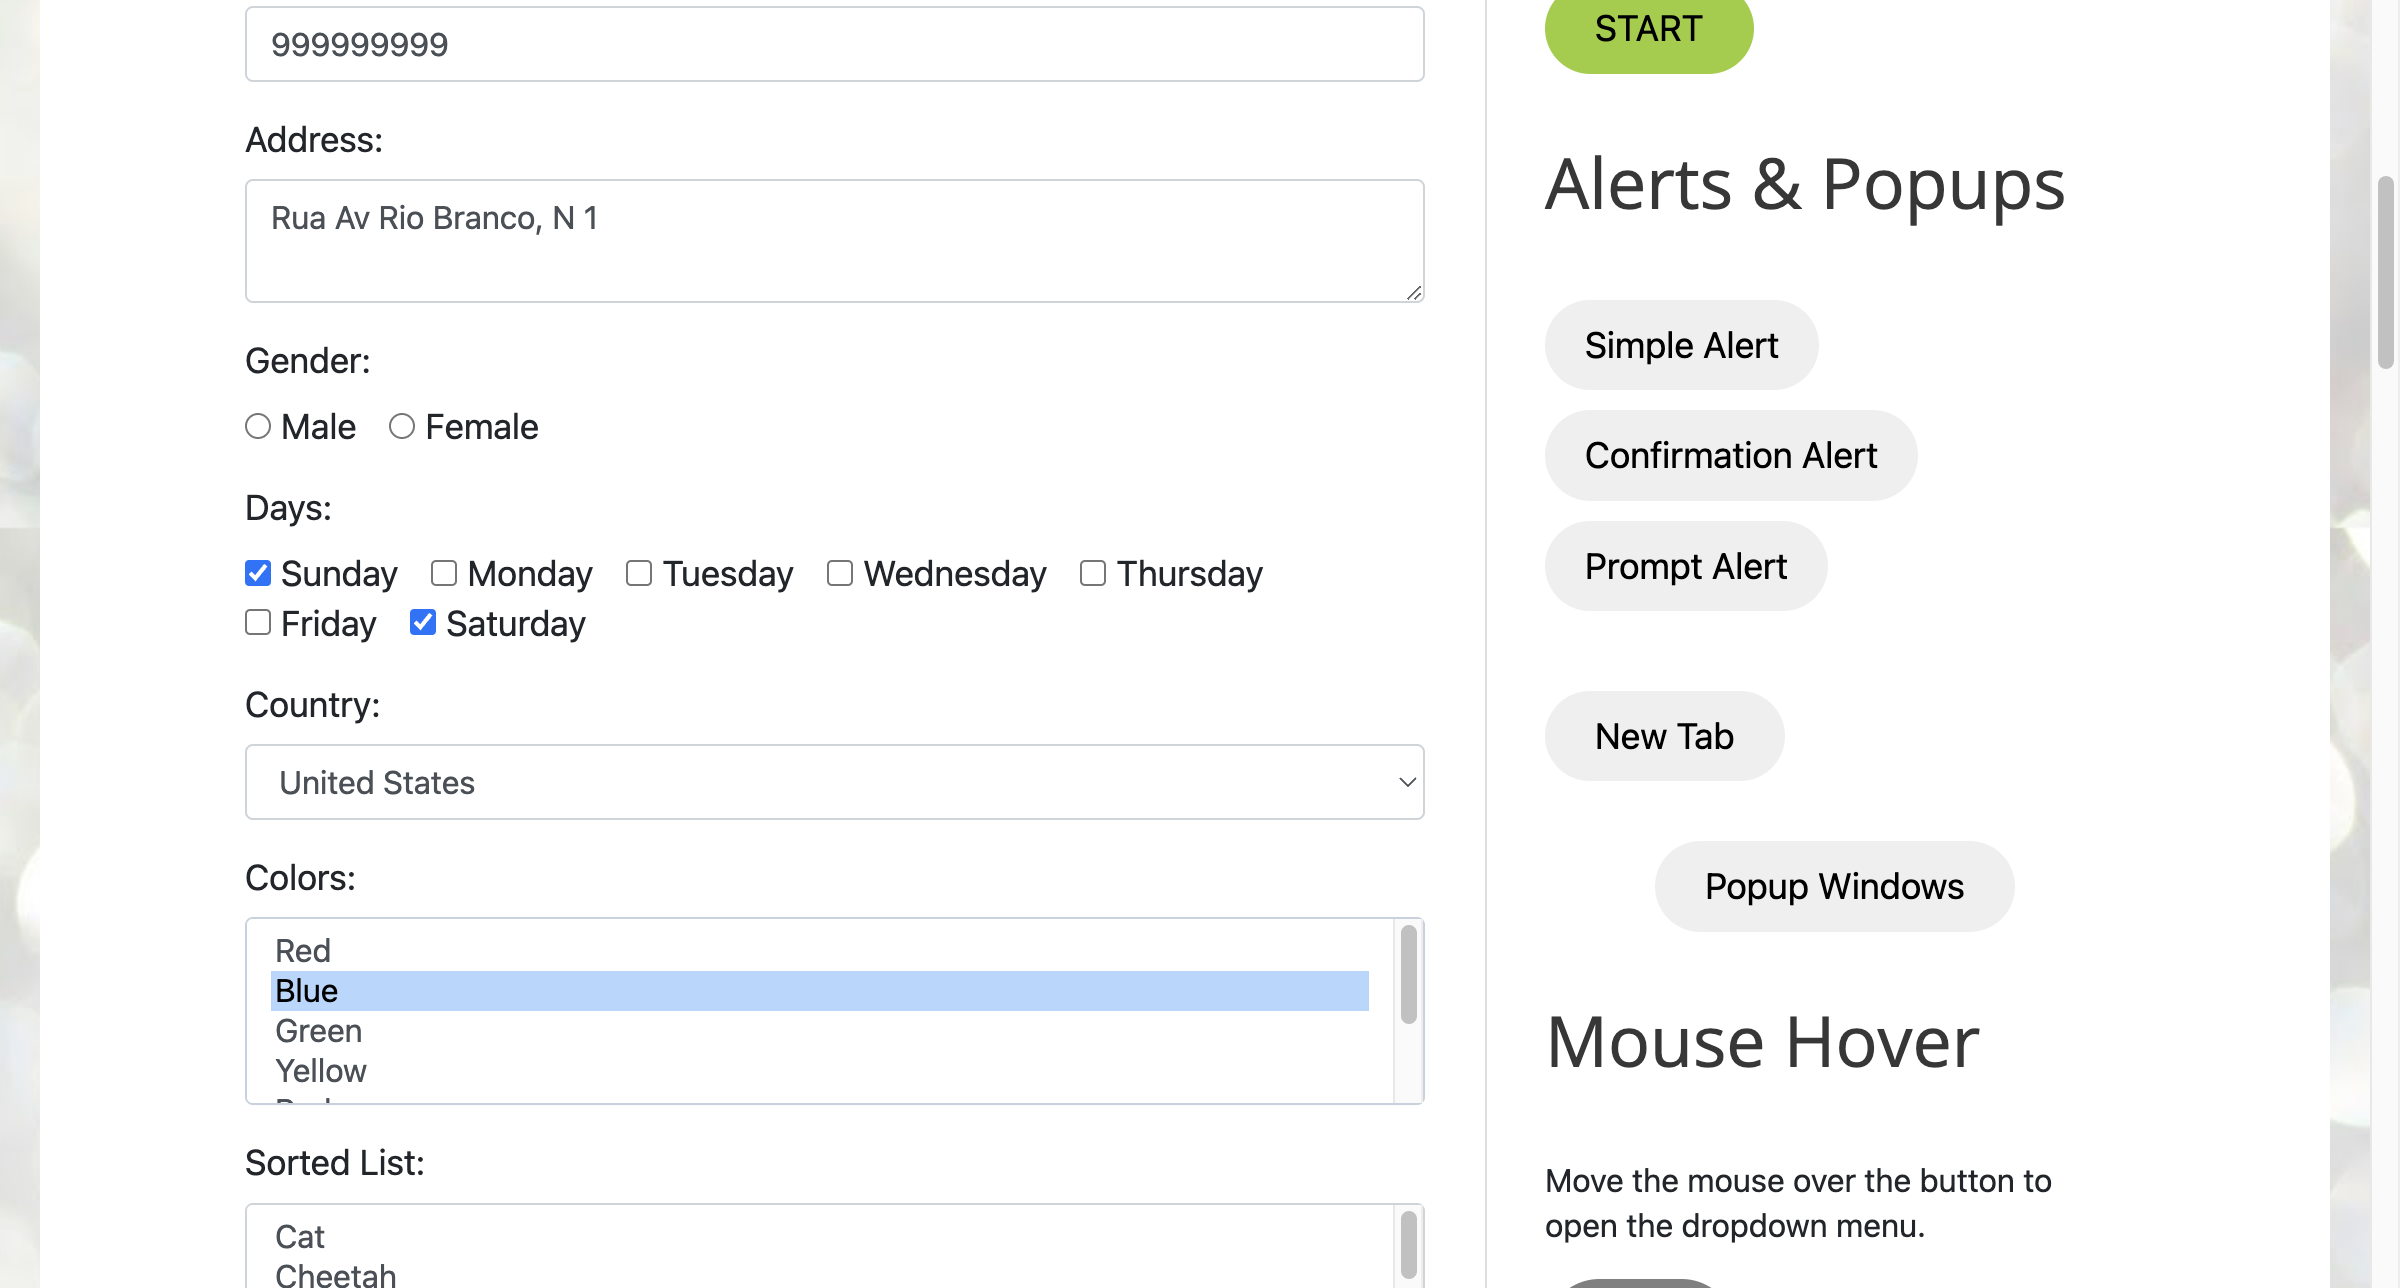 999999999
Address:
Rua Av Rio Branco, N 1
Gender:
Male Female
Days:
Sunday Monday Tuesday Wednesday Thursday
Friday Saturday
Country:
United States
Colors:
Red
Blue
Green
Yellow
Sorted List:
Cat
Cheetah
START
Alerts & Popups
Simple Alert
Confirmation Alert
Prompt Alert
New Tab
Popup Windows
Mouse Hover
Move the mouse over the button to
open the dropdown menu.